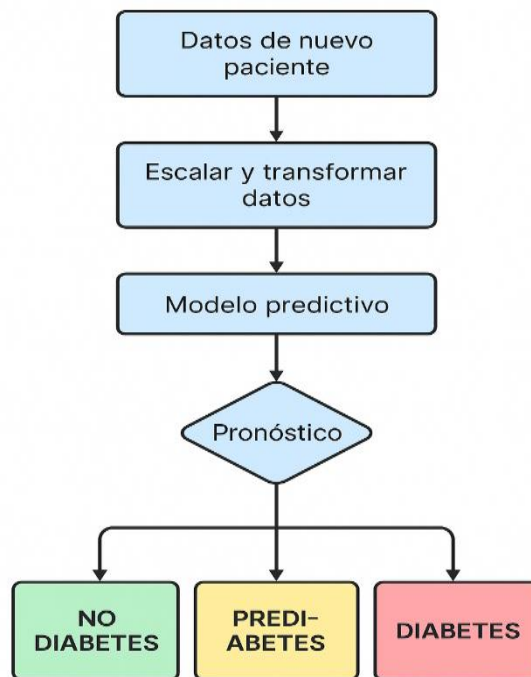 Datos de nuevo
paciente
Escalar y transformar
datos
Modelo predictivo
Pronóstico
NO
DIABETES
PREDI-
ABETES
DIABETES